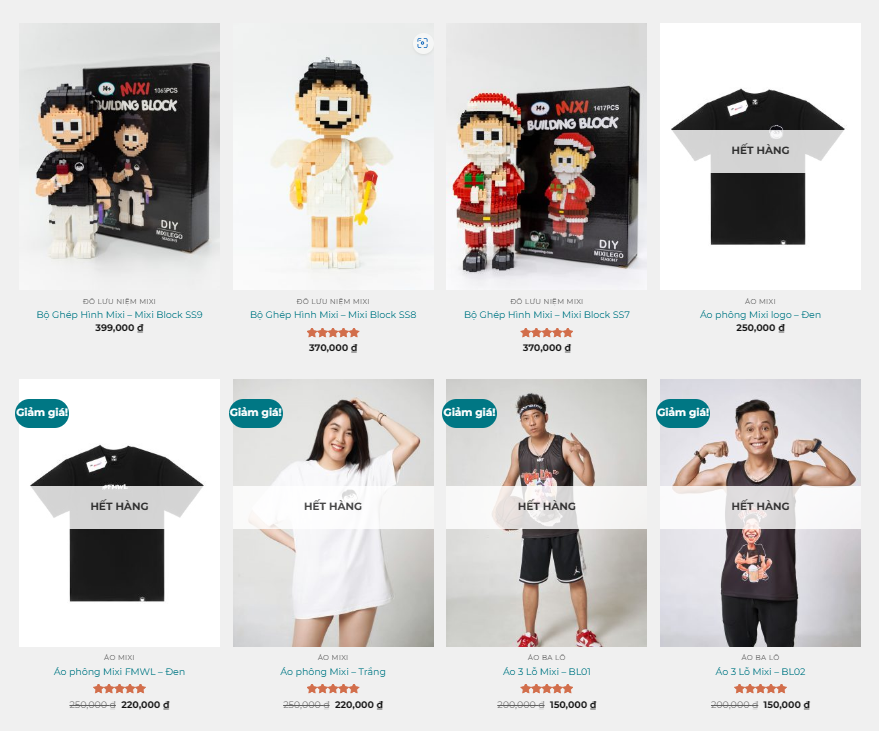 MIXI 1065PCS
BUILDING BLOCK
DIY
MIXILEGO
MIXI 1417PCS
BUILDING BLOCK
DIY
MIXILEGO
HẾT HÀNG
ĐỒ LƯU NIỆM MIXI
Bộ Ghép Hình Mixi – Mixi Block SS9
399,000 ₫
ĐỒ LƯU NIỆM MIXI
Bộ Ghép Hình Mixi – Mixi Block SS8
370,000 ₫
ĐỒ LƯU NIỆM MIXI
Bộ Ghép Hình Mixi – Mixi Block SS7
370,000 ₫
ÁO MIXI
Áo phông Mixi logo – Đen
250,000 ₫
Giảm giá!
HẾT HÀNG
Giảm giá!
HẾT HÀNG
Giảm giá!
HẾT HÀNG
Giảm giá!
HẾT HÀNG
ÁO MIXI
Áo phông Mixi FMWL – Đen
250,000 ₫ 220,000 ₫
ÁO MIXI
Áo phông Mixi – Trắng
250,000 ₫ 220,000 ₫
ÁO BA LỖ
Áo 3 Lỗ Mixi – BL01
200,000 ₫ 150,000 ₫
ÁO BA LỖ
Áo 3 Lỗ Mixi – BL02
200,000 ₫ 150,000 ₫